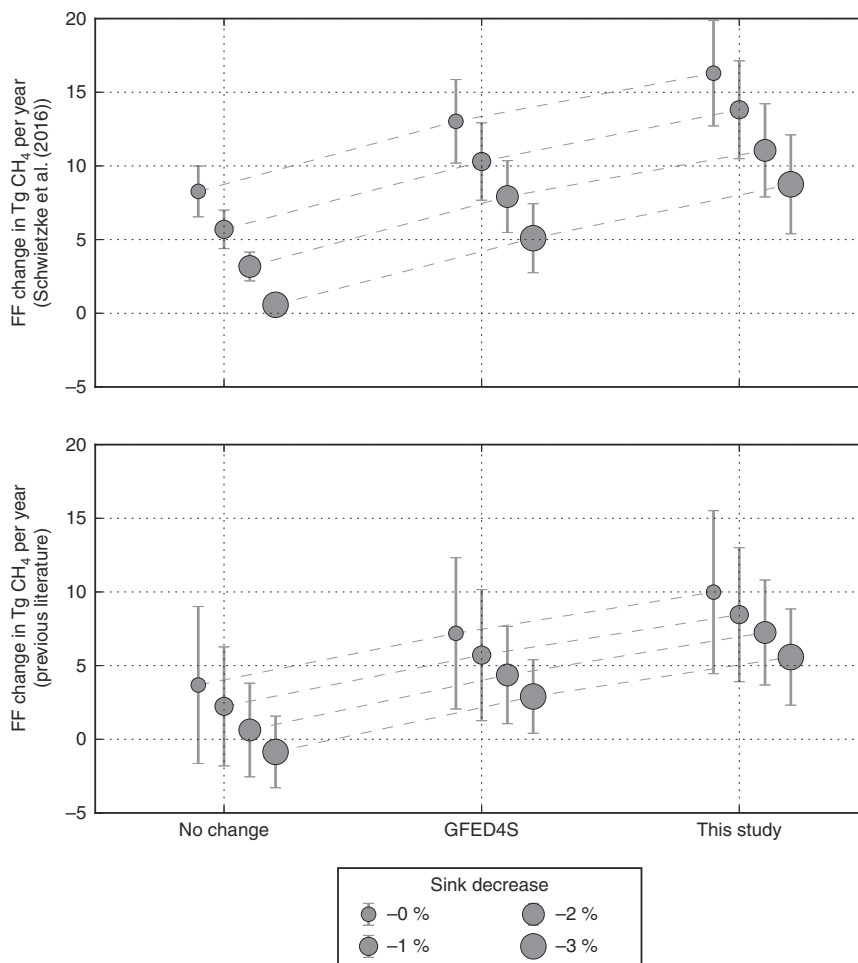 20
15
10
5
0
–5
FF change in Tg CH4 per year
(Schwietzke et al. (2016))
20
15
10
5
0
–5
FF change in Tg CH4 per year
(previous literature)
No change
GFED4S
This study
Sink decrease
–0 %
–2 %
–1 %
–3 %